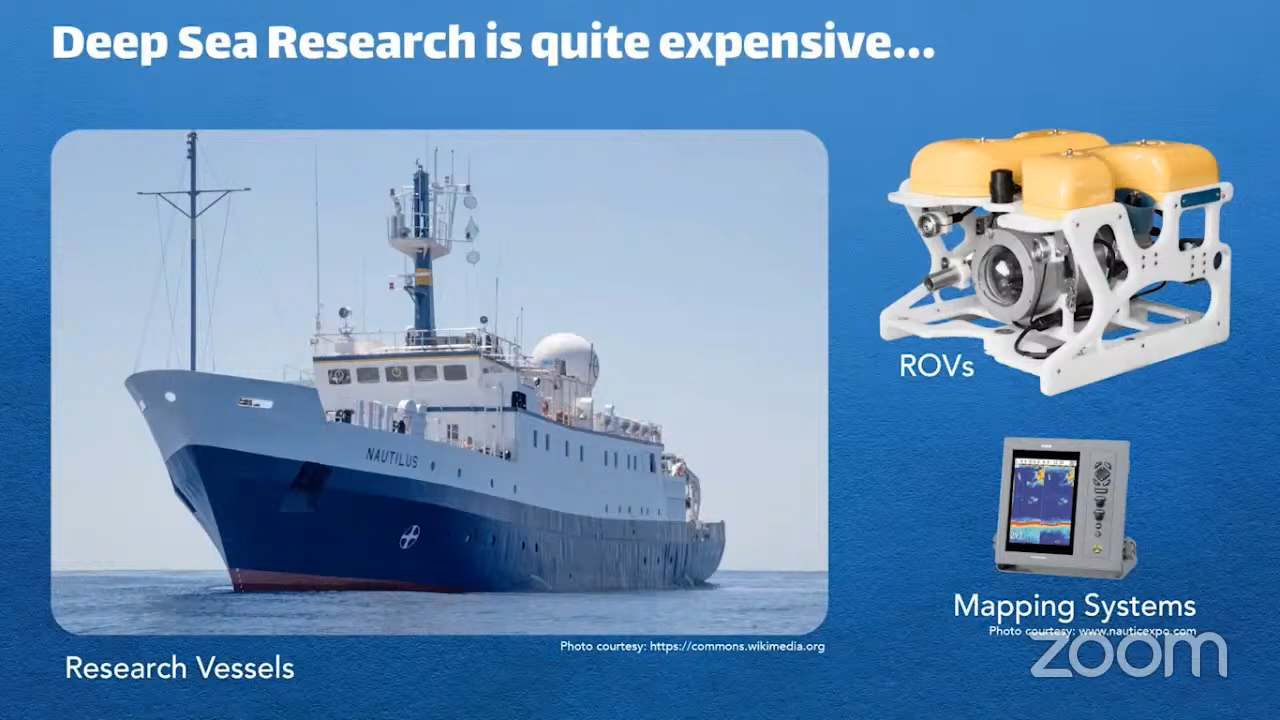 Deep Sea Research is quite expensive...
NAUTILUS
ROVs
Mapping Systems
Photo courtesy: www.nauticexpo.com
Photo courtesy: https://commons.wikimedia.org
Research Vessels
zoom